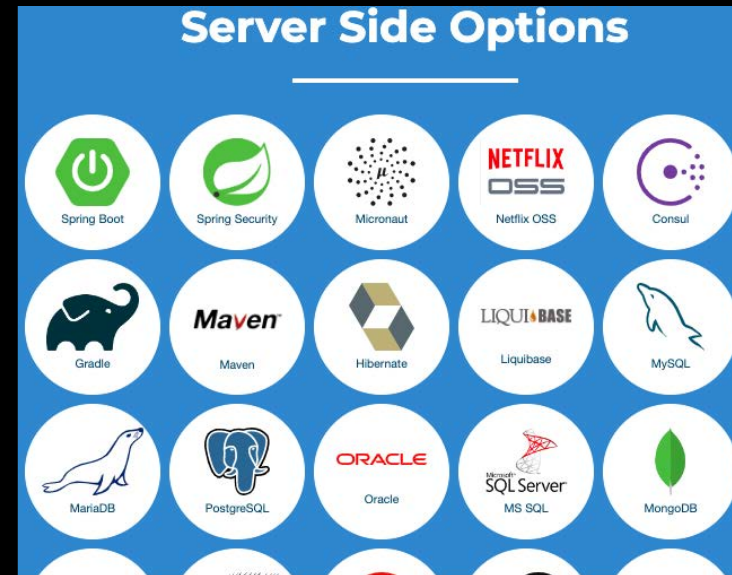 Server Side Options
Spring Boot
Spring Security
μ
Micronaut
NETFLIX
OSS
Netflix OSS
Consul
Gradle
Maven
Maven
Hibernate
LIQUIBASE
Liquibase
MySQL
MariaDB
PostgreSQL
ORACLE
Oracle
Microsoft
SQL Server
MS SQL
MongoDB